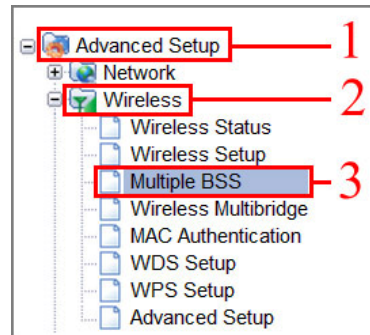 Advanced Setup 1
Network
Wireless 2
Wireless Status
Wireless Setup
Multiple BSS 3
Wireless Multibridge
MAC Authentication
WDS Setup
WPS Setup
Advanced Setup